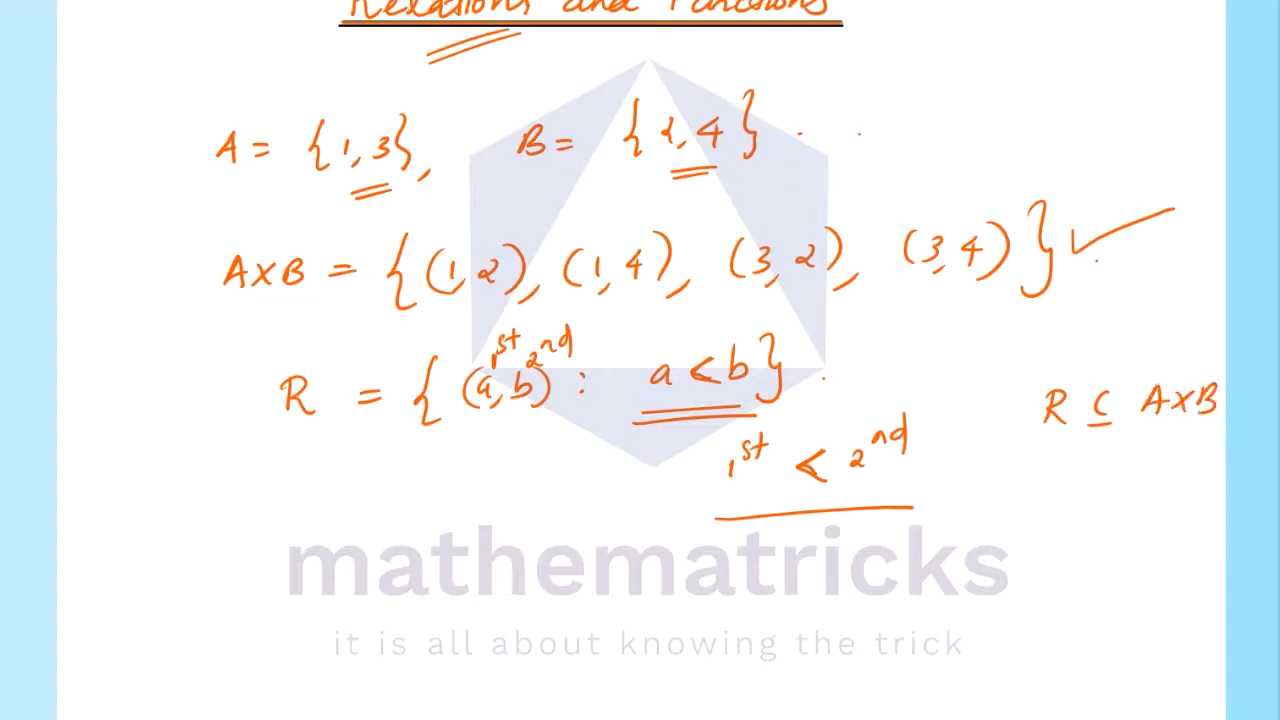 Relations and Functions
A = {1, 3}, B = {2, 4}
A×B = {(1, 2), (1, 4), (3, 2), (3, 4)}
1st 2nd
R = {(a, b) : a < b}
R ⊆ A×B
1st < 2nd
mathematricks
it is all about knowing the trick